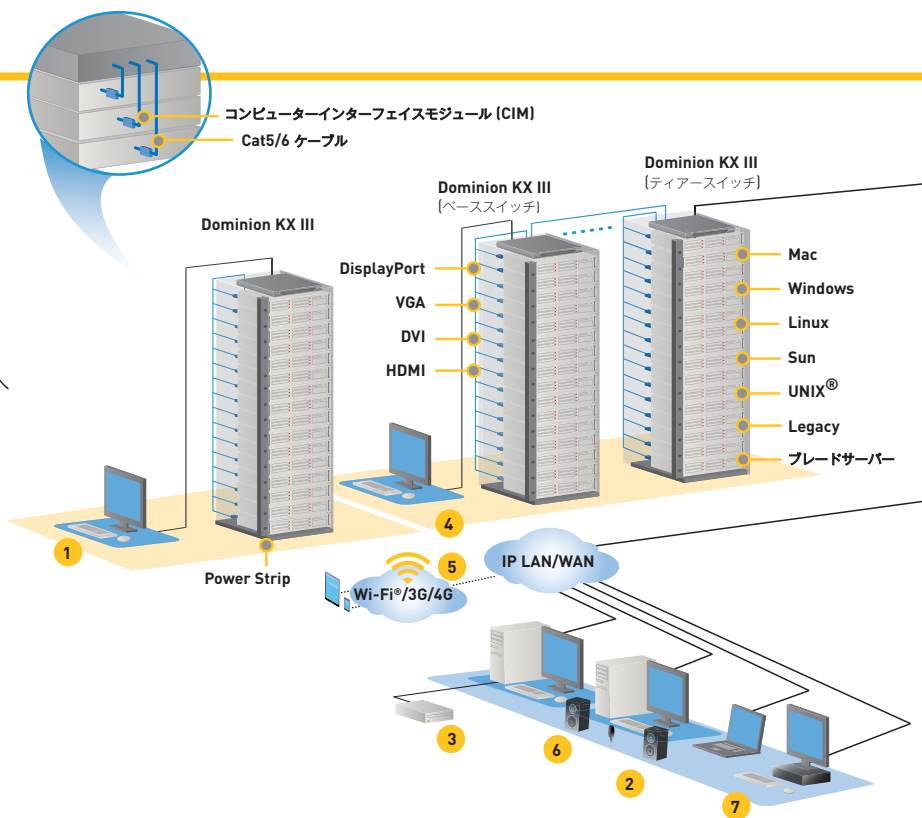 コンピューターインターフェイスモジュール (CIM)
Cat5/6 ケーブル
Dominion KX III
Dominion KX III
(ベーススイッチ)
Dominion KX III
(ティアースイッチ)
DisplayPort
VGA
DVI
HDMI
Mac
Windows
Linux
Sun
UNIX®
Legacy
ブレードサーバー
1
4
Power Strip
5
Wi-Fi®/3G/4G
IP LAN/WAN
3
6
2
7